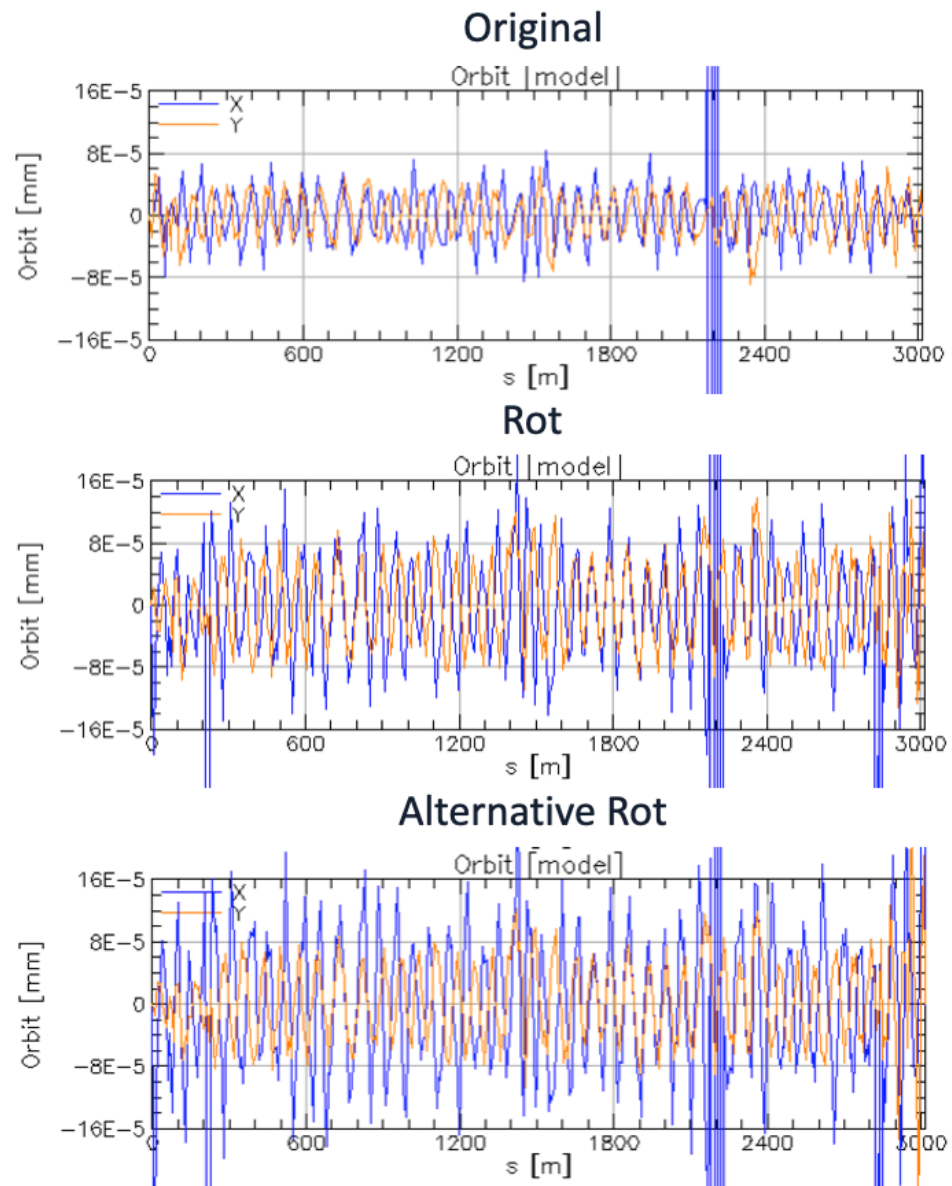 Original
Orbit |model|
16E-5
X
Y
8E-5
0
-8E-5
-16E-5
Orbit [mm]
0 600 1200 1800 2400 3000
s [m]
Rot
Orbit |model|
16E-5
X
Y
8E-5
0
-8E-5
-16E-5
Orbit [mm]
0 600 1200 1800 2400 3000
s [m]
Alternative Rot
Orbit [model]
16E-5
X
Y
8E-5
0
-8E-5
-16E-5
Orbit [mm]
0 600 1200 1800 2400 3000
s [m]